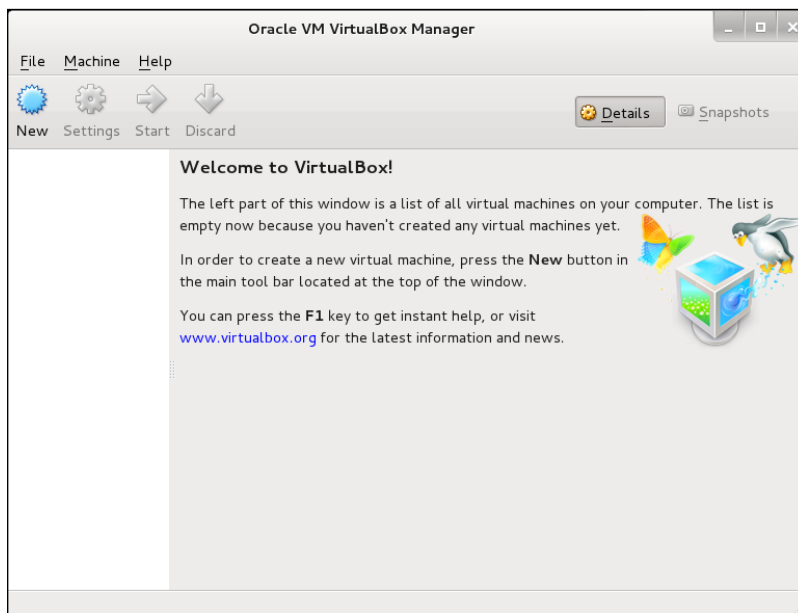 Oracle VM VirtualBox Manager
File Machine Help
New Settings Start Discard
Details Snapshots
Welcome to VirtualBox!
The left part of this window is a list of all virtual machines on your computer. The list is
empty now because you haven't created any virtual machines yet.
In order to create a new virtual machine, press the New button in
the main tool bar located at the top of the window.
You can press the F1 key to get instant help, or visit
www.virtualbox.org for the latest information and news.